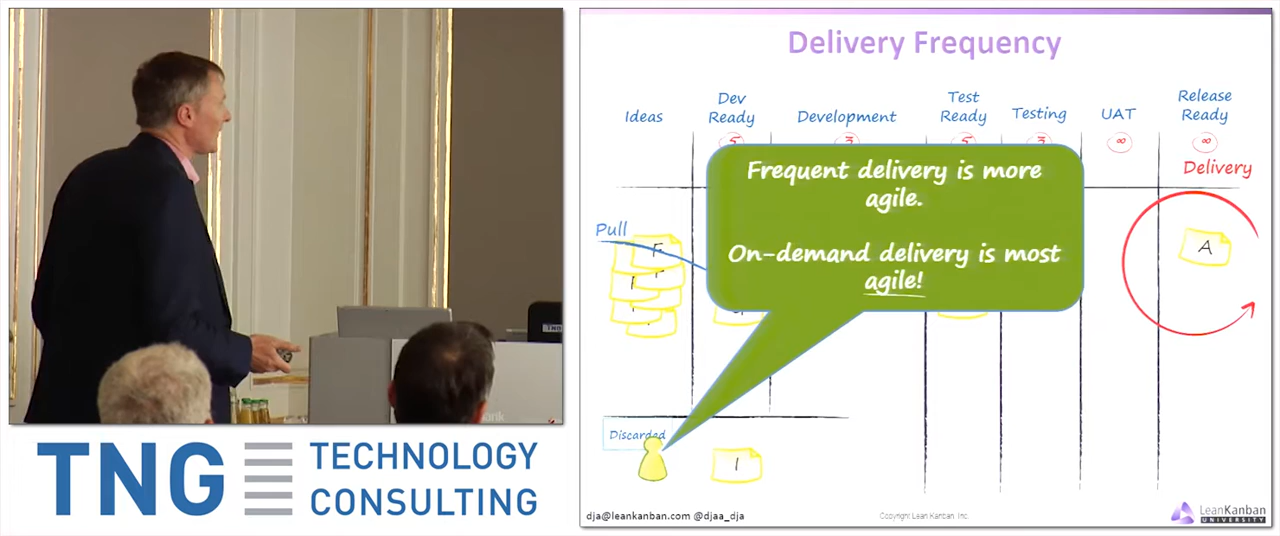 TNG
TNG
TECHNOLOGY
CONSULTING
Delivery Frequency
Ideas
Dev
Ready
Development
Test
Ready
Testing
UAT
Release
Ready
5
3
5
3
∞
∞
Delivery
Frequent delivery is more
agile.
On-demand delivery is most
agile!
Pull
F
A
G
Discarded
I
dja@leankanban.com @djaa_dja
Copyright Lean Kanban Inc.
LeanKanban
UNIVERSITY